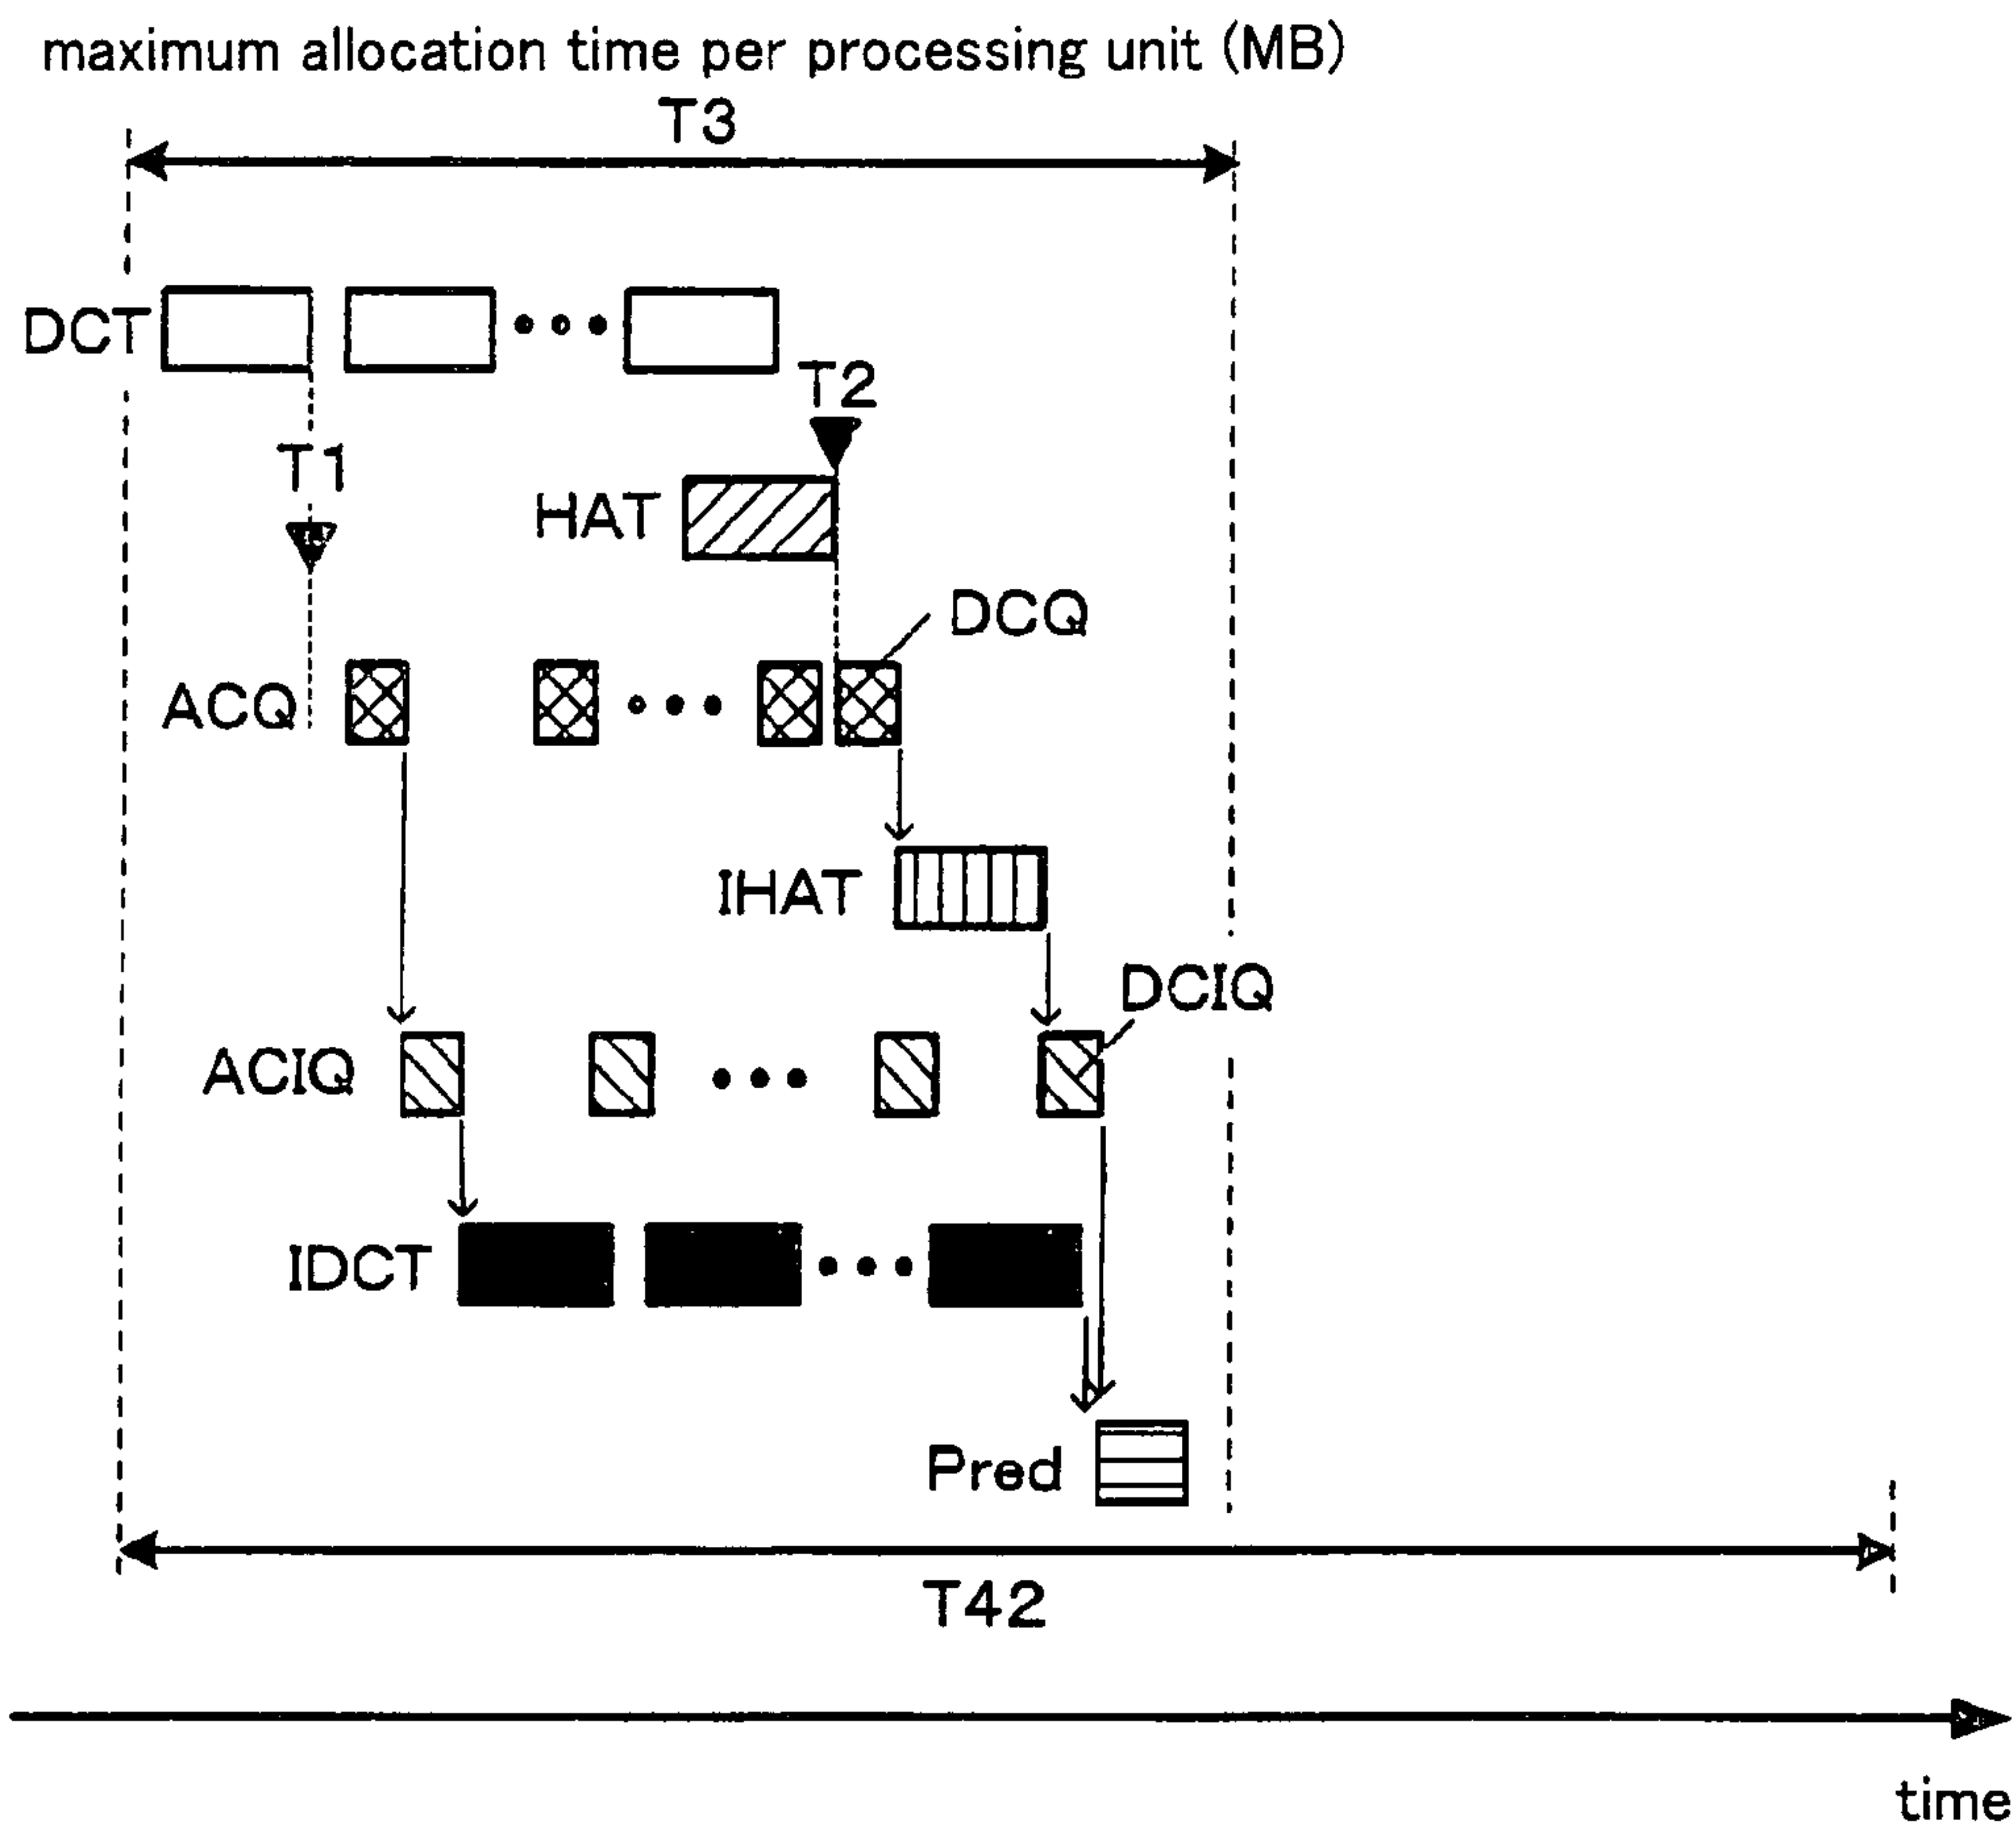 maximum allocation time per processing unit (MB)
T3
DCT
T2
T1
HAT
DCQ
ACQ
IHAT
DCIQ
ACIQ
IDCT
Pred
T42
time